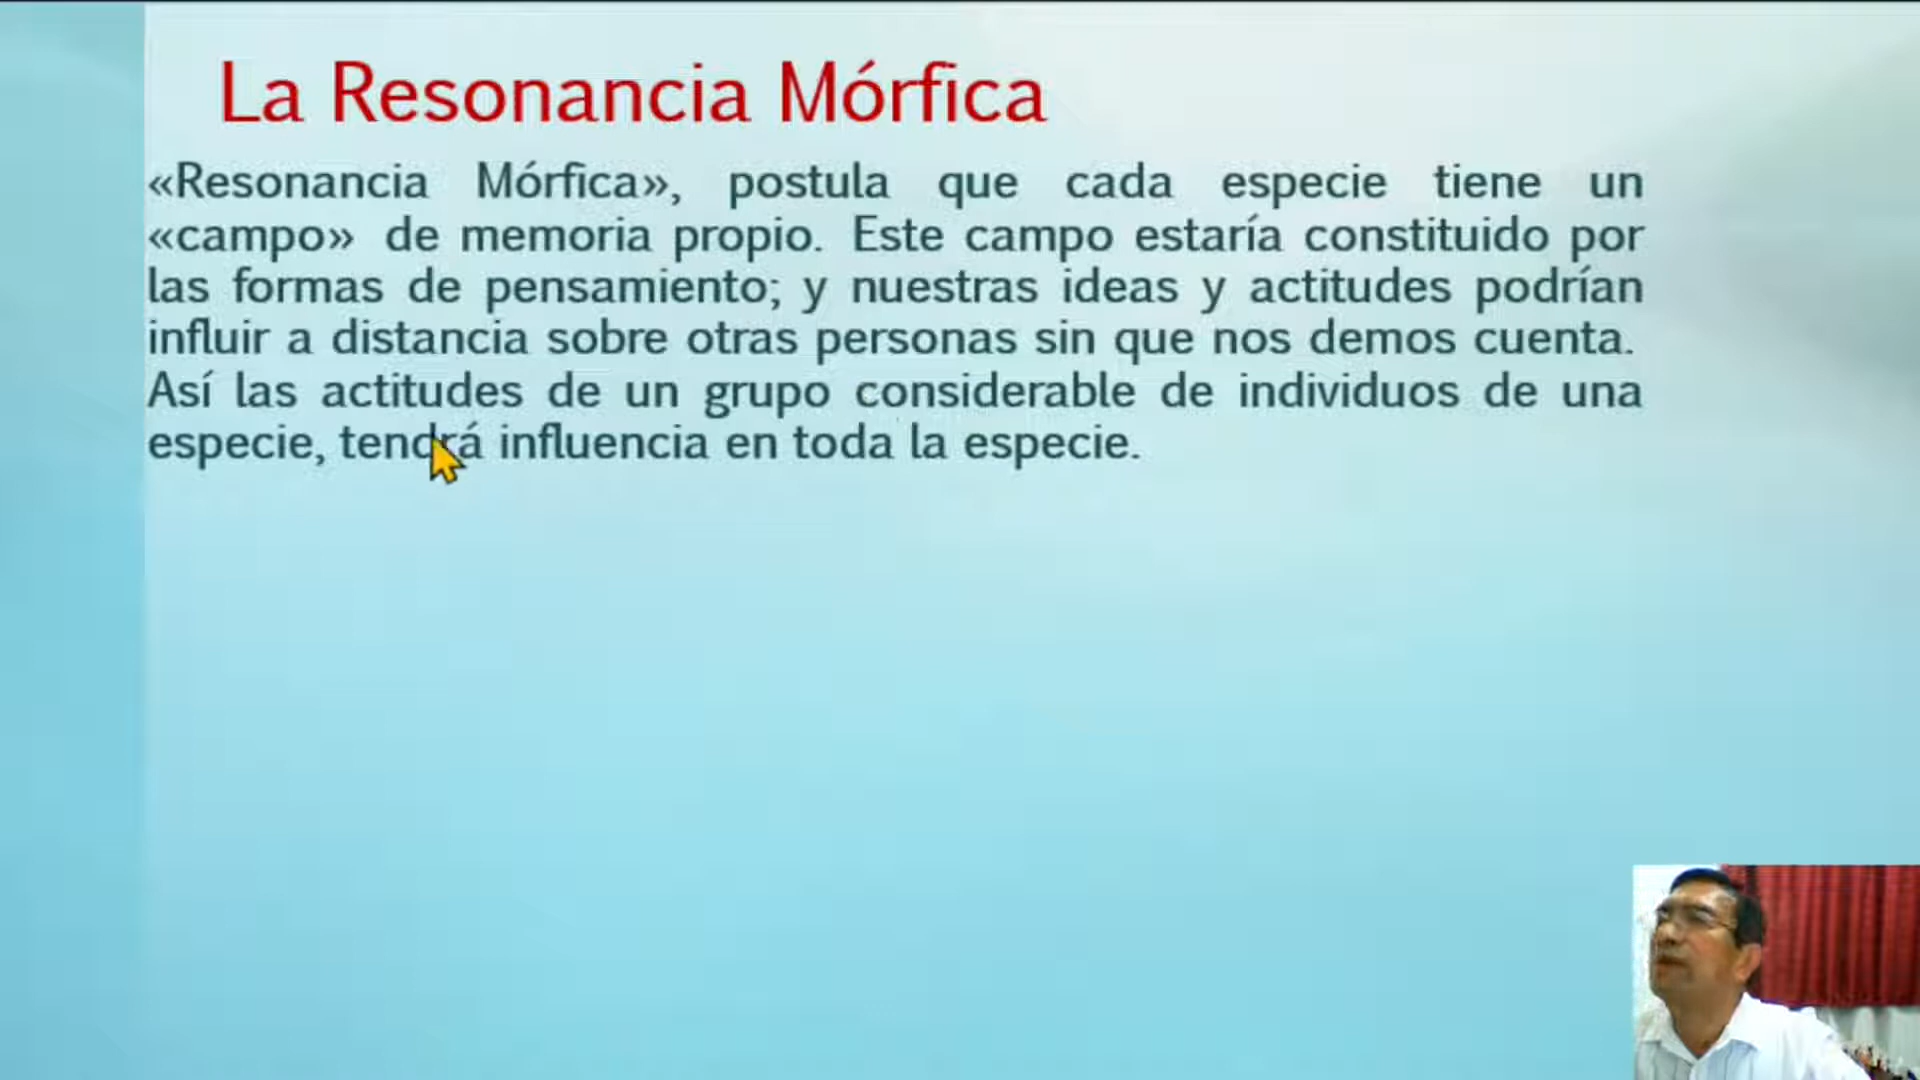 La Resonancia Mórfica
«Resonancia Mórfica», postula que cada especie tiene un
«campo» de memoria propio. Este campo estaría constituido por
las formas de pensamiento; y nuestras ideas y actitudes podrían
influir a distancia sobre otras personas sin que nos demos cuenta.
Así las actitudes de un grupo considerable de individuos de una
especie, tendrá influencia en toda la especie.